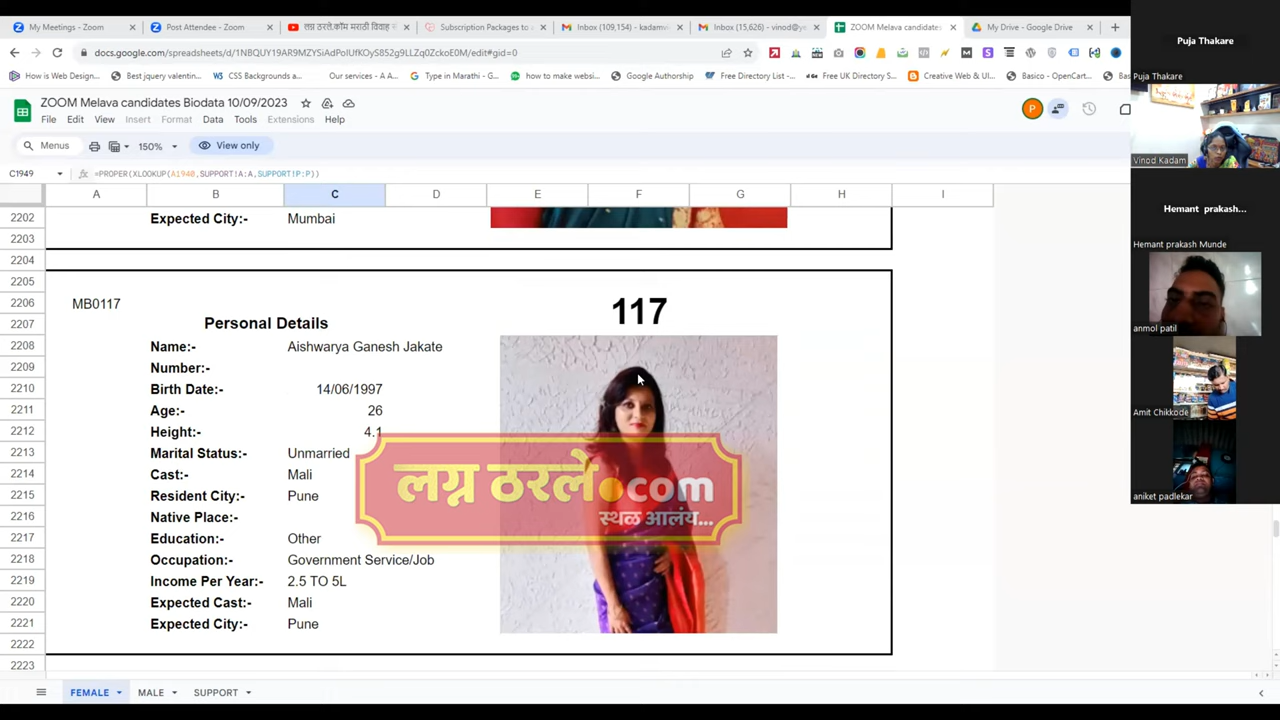 My Meetings - Zoom
Post Attendee - Zoom
लग्न ठरले.कॉम मराठी विवाह सं
Subscription Packages to s
Inbox (109,154) - kadamvi
Inbox (15,626) - vinod@ye
ZOOM Melava candidates
My Drive - Google Drive
docs.google.com/spreadsheets/d/1NBQUY19AR9MZYSiAdPoIUfKOyS852g9LLZq0ZckoE0M/edit#gid=0
How is Web Design...
Best jquery valentin...
CSS Backgrounds a...
Our services - A A...
Type in Marathi - G...
how to make websi...
Google Authorship
Free Directory List -...
Free UK Directory S...
Creative Web & UI...
Basico - OpenCart...
ZOOM Melava candidates Biodata 10/09/2023
File Edit View Insert Format Data Tools Extensions Help
Menus 150% View only
C1949 =PROPER(XLOOKUP(A1940,SUPPORT!A:A,SUPPORT!P:P))
A B C D E F G H I
2202 Expected City:- Mumbai
2203
2204
2205
2206 MB0117 117
2207 Personal Details
2208 Name:- Aishwarya Ganesh Jakate
2209 Number:-
2210 Birth Date:- 14/06/1997
2211 Age:- 26
2212 Height:- 4.1
2213 Marital Status:- Unmarried
2214 Cast:- Mali
2215 Resident City:- Pune
2216 Native Place:-
2217 Education:- Other
2218 Occupation:- Government Service/Job
2219 Income Per Year:- 2.5 TO 5L
2220 Expected Cast:- Mali
2221 Expected City:- Pune
2222
2223
लग्न ठरले.com
स्थळ आलंय...
FEMALE MALE SUPPORT
P
Puja Thakare
Puja Thakare
Vinod Kadam
Hemant prakash...
Hemant prakash Munde
anmol patil
Amit Chikkode
aniket padlekar